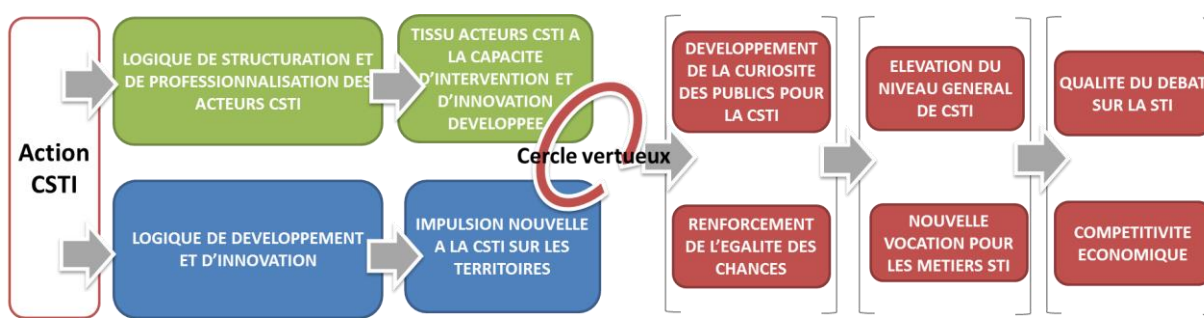 Action
CSTI
LOGIQUE DE STRUCTURATION ET
DE PROFESSIONNALISATION DES
ACTEURS CSTI
TISSU ACTEURS CSTI A
LA CAPACITE
D'INTERVENTION ET
D'INNOVATION
DEVELOPPEE
LOGIQUE DE DEVELOPPEMENT
ET D'INNOVATION
IMPULSION NOUVELLE
A LA CSTI SUR LES
TERRITOIRES
Cercle vertueux
DEVELOPPEMENT
DE LA CURIOSITE
DES PUBLICS POUR
LA CSTI
RENFORCEMENT
DE L'EGALITE DES
CHANCES
ELEVATION DU
NIVEAU GENERAL
DE CSTI
NOUVELLE
VOCATION POUR
LES METIERS STI
QUALITE DU DEBAT
SUR LA STI
COMPETITIVITE
ECONOMIQUE